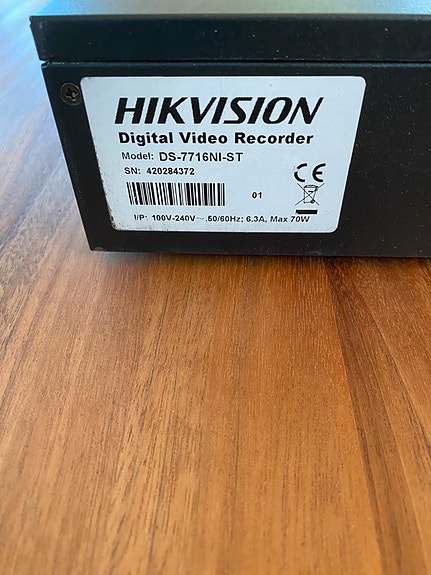 HIKVISION
Digital Video Recorder
Model: DS-7716NI-ST
SN: 420284372
CE
01
I/P: 100V-240V~,50/60Hz; 6.3A, Max 70W